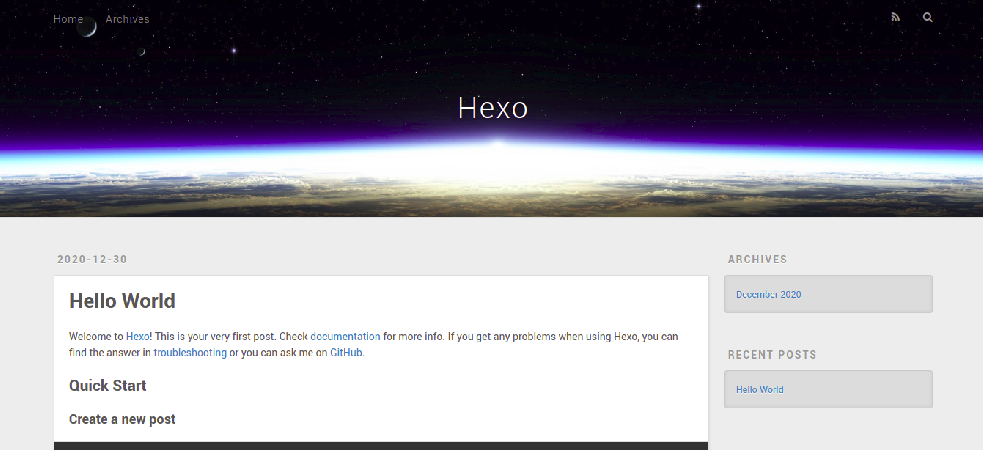 Home Archives
Hexo
2020-12-30
Hello World
Welcome to Hexo! This is your very first post. Check documentation for more info. If you get any problems when using Hexo, you can
find the answer in troubleshooting or you can ask me on GitHub.
Quick Start
Create a new post
ARCHIVES
December 2020
RECENT POSTS
Hello World